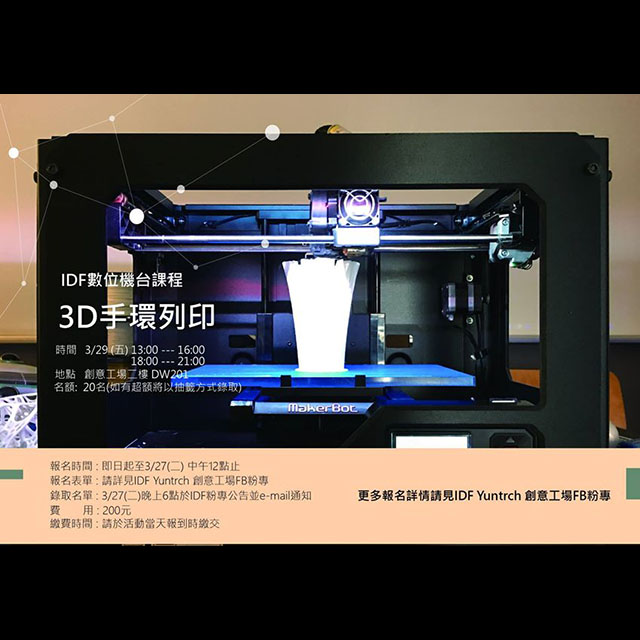 IDF數位機台課程
3D手環列印
時間 3/29 (五) 13:00 --- 16:00
18:00 --- 21:00
地點 創意工場二樓 DW201
名額: 20名(如有超額將以抽籤方式錄取)
MakerBot
報名時間 : 即日起至3/27(二) 中午12點止
報名表單 : 請詳見IDF Yuntrch 創意工場FB粉專
錄取名單 : 3/27(二)晚上6點於IDF粉專公告並e-mail通知
費 用 : 200元
繳費時間 : 請於活動當天報到時繳交
更多報名詳情請見IDF Yuntrch 創意工場FB粉專